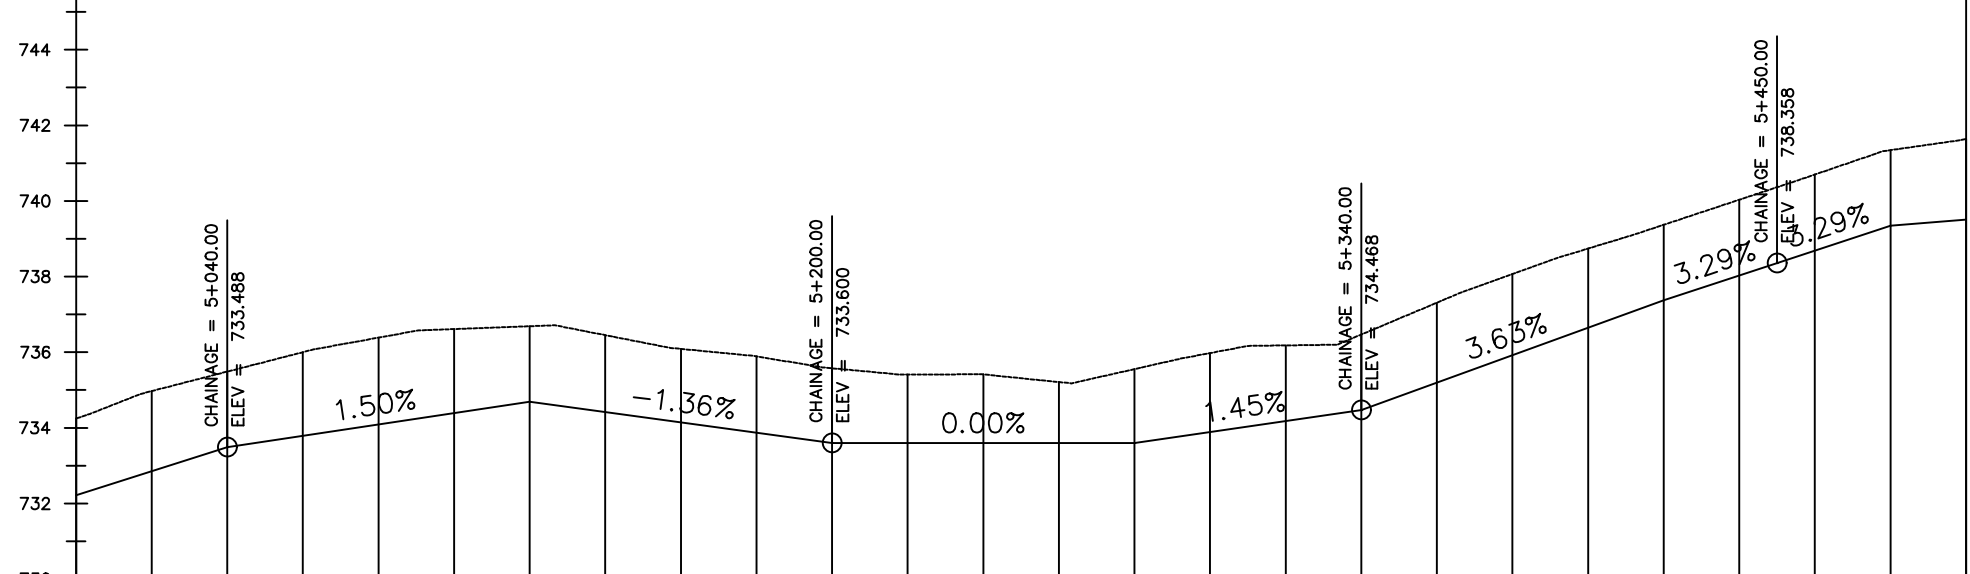 744
742
740
738
736
734
732
CHAINAGE = 5+040.00
ELEV = 733.488
1.50%
-1.36%
CHAINAGE = 5+200.00
ELEV = 733.600
0.00%
1.45%
CHAINAGE = 5+340.00
ELEV = 734.468
3.63%
3.29%
CHAINAGE = 5+450.00
ELEV = 738.358
3.29%